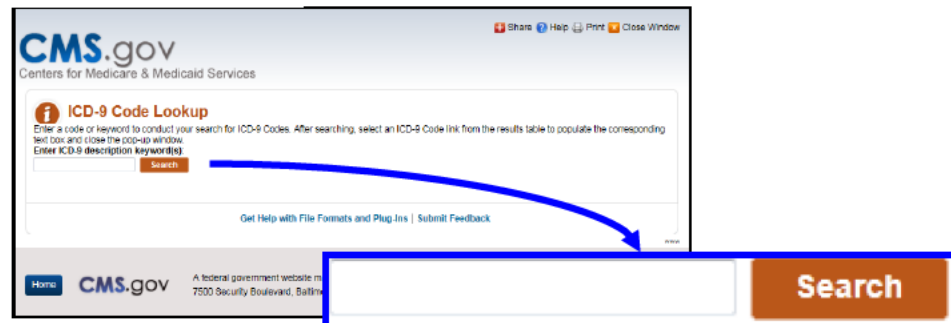 Share Help Print Close Window
CMS.gov
Centers for Medicare & Medicaid Services
ICD-9 Code Lookup
Enter a code or keyword to conduct your search for ICD-9 Codes. After searching, select an ICD-9 Code link from the results table to populate the corresponding
text box and close the pop-up window.
Enter ICD-9 description keyword(s):
Search
Get Help with File Formats and Plug-Ins | Submit Feedback
Home CMS.gov
A federal government website m
7500 Security Boulevard, Baltim
Search